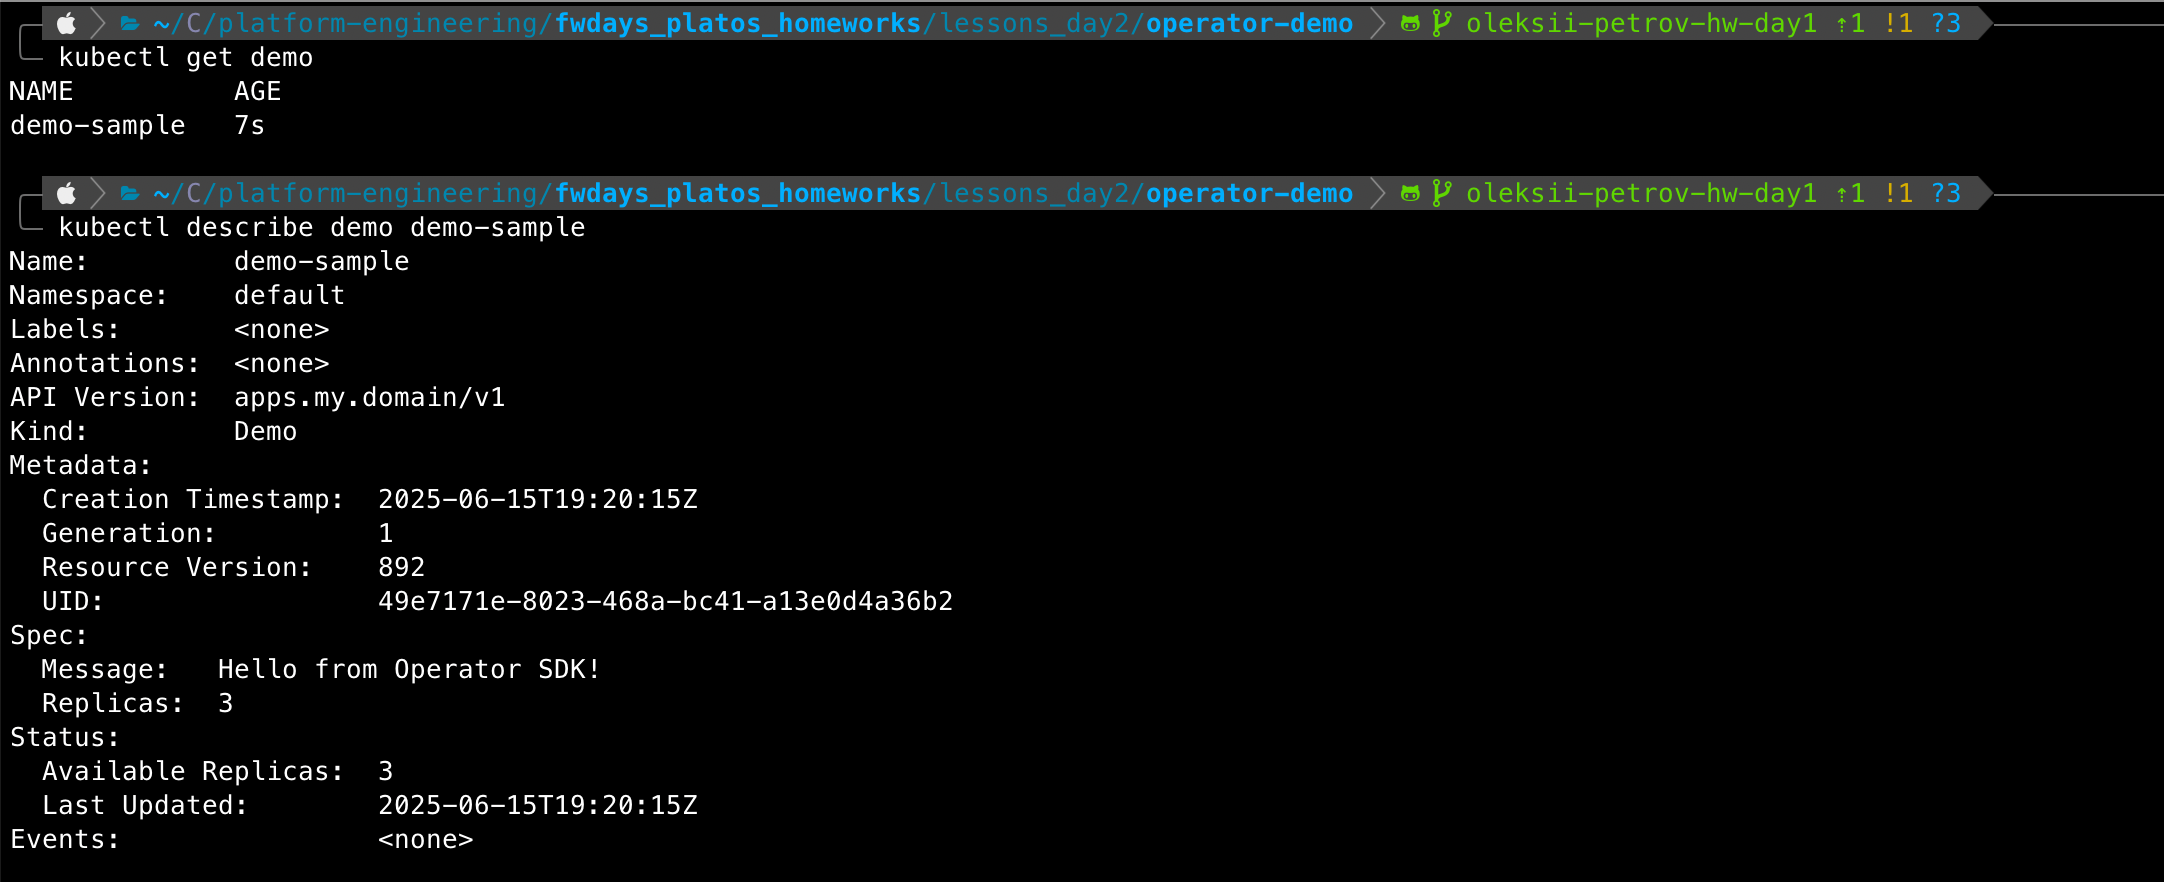 ~/C/platform-engineering/fwdays_platos_homeworks/lessons_day2/operator-demo oleksii-petrov-hw-day1 ⇡1 !1 ?3
kubectl get demo
NAME          AGE
demo-sample   7s
~/C/platform-engineering/fwdays_platos_homeworks/lessons_day2/operator-demo oleksii-petrov-hw-day1 ⇡1 !1 ?3
kubectl describe demo demo-sample
Name:         demo-sample
Namespace:    default
Labels:       <none>
Annotations:  <none>
API Version:  apps.my.domain/v1
Kind:         Demo
Metadata:
  Creation Timestamp:  2025-06-15T19:20:15Z
  Generation:          1
  Resource Version:    892
  UID:                 49e7171e-8023-468a-bc41-a13e0d4a36b2
Spec:
  Message:   Hello from Operator SDK!
  Replicas:  3
Status:
  Available Replicas:  3
  Last Updated:        2025-06-15T19:20:15Z
Events:                <none>